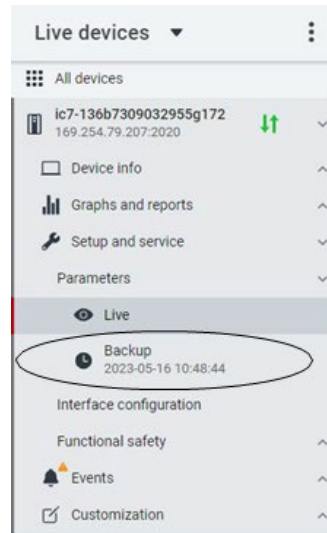 Live devices
All devices
ic7-136b7309032955g172
169.254.79.207:2020
Device info
Graphs and reports
Setup and service
Parameters
Live
Backup
2023-05-16 10:48:44
Interface configuration
Functional safety
Events
Customization